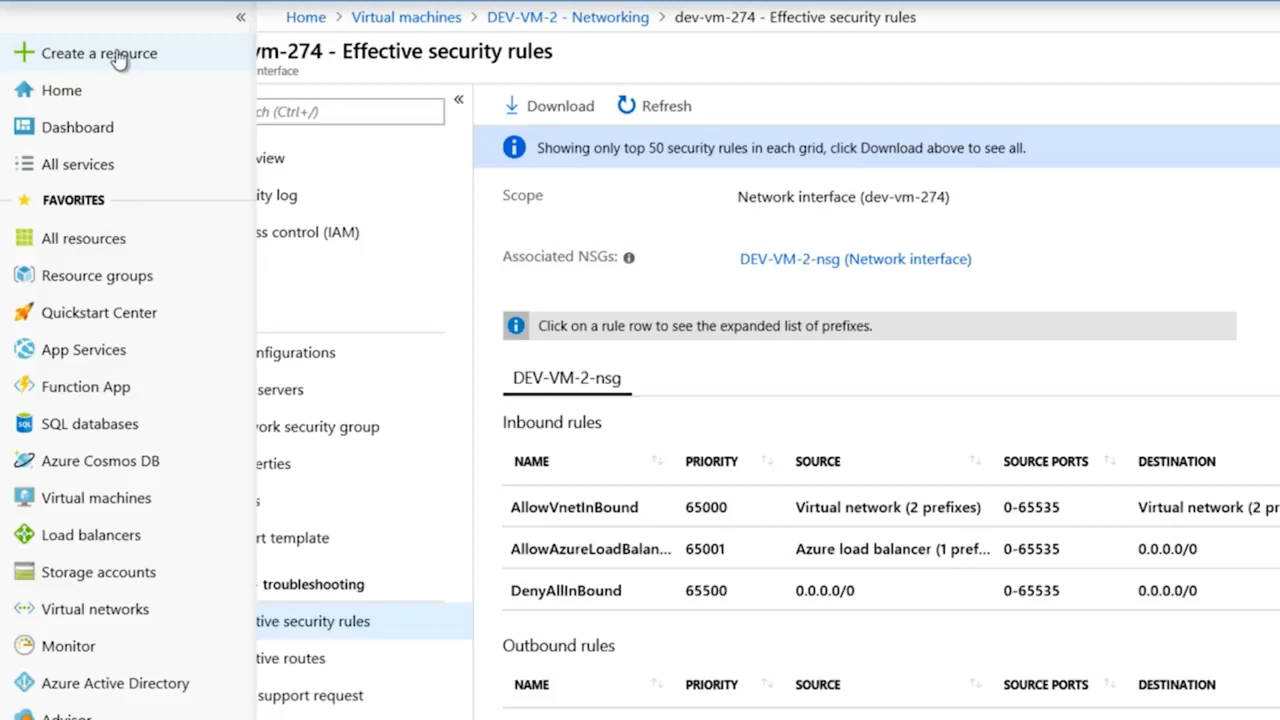 «
Home > Virtual machines > DEV-VM-2 - Networking > dev-vm-274 - Effective security rules
Create a resource
Home
Dashboard
All services
FAVORITES
All resources
Resource groups
Quickstart Center
App Services
Function App
SQL databases
Azure Cosmos DB
Virtual machines
Load balancers
Storage accounts
Virtual networks
Monitor
Azure Active Directory
Advisor
vm-274 - Effective security rules
nterface
ch (Ctrl+/)
«
view
ity log
ss control (IAM)
nfigurations
servers
ork security group
erties
s
rt template
troubleshooting
tive security rules
tive routes
support request
Download Refresh
Showing only top 50 security rules in each grid, click Download above to see all.
Scope Network interface (dev-vm-274)
Associated NSGs: DEV-VM-2-nsg (Network interface)
Click on a rule row to see the expanded list of prefixes.
DEV-VM-2-nsg
Inbound rules
NAME PRIORITY SOURCE SOURCE PORTS DESTINATION
AllowVnetInBound 65000 Virtual network (2 prefixes) 0-65535 Virtual network (2 pr
AllowAzureLoadBalan... 65001 Azure load balancer (1 pref... 0-65535 0.0.0.0/0
DenyAllInBound 65500 0.0.0.0/0 0-65535 0.0.0.0/0
Outbound rules
NAME PRIORITY SOURCE SOURCE PORTS DESTINATION